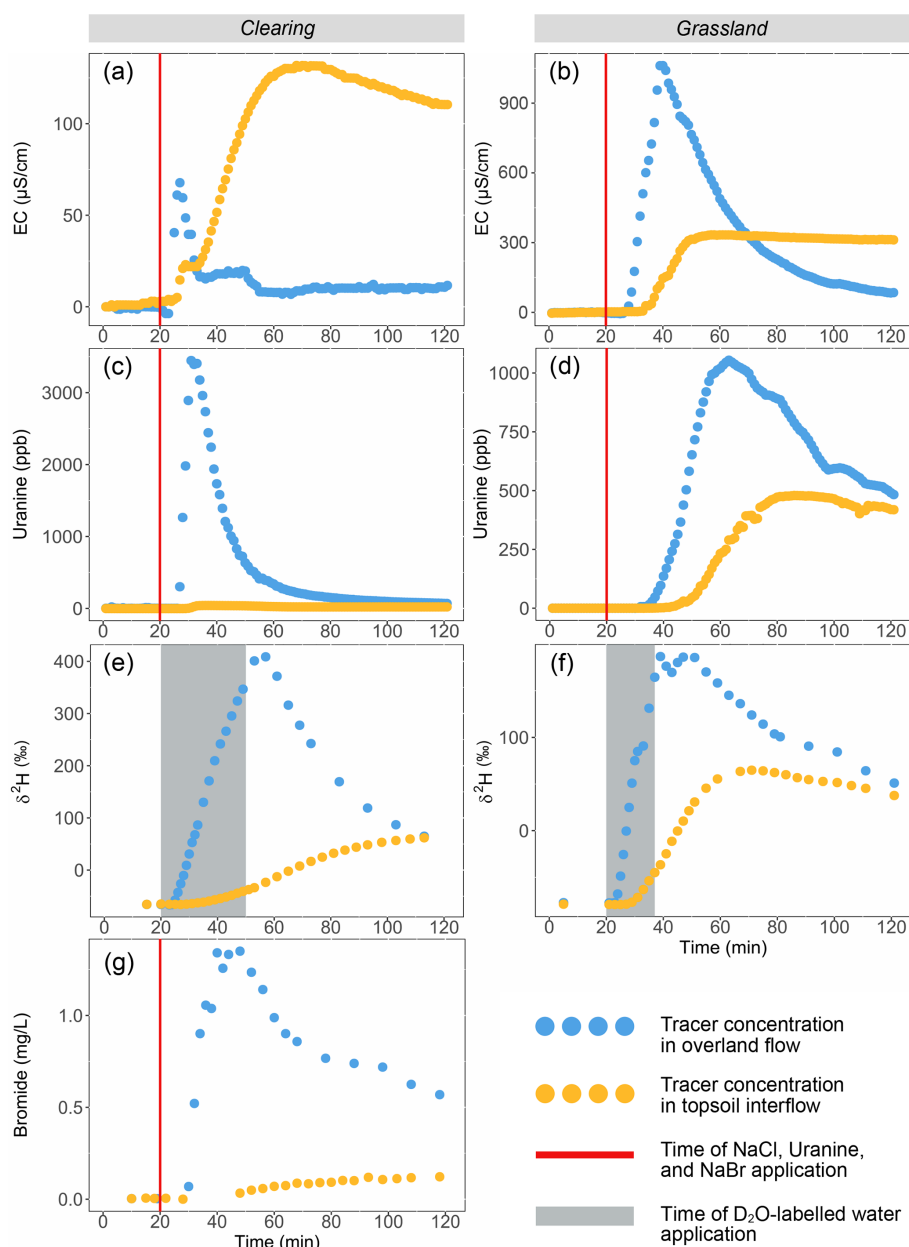 Clearing
Grassland
(a)
EC (µS/cm)
100
50
0
0 20 40 60 80 100 120
(b)
EC (µS/cm)
900
600
300
0
0 20 40 60 80 100 120
(c)
Uranine (ppb)
3000
2000
1000
0
0 20 40 60 80 100 120
(d)
Uranine (ppb)
1000
750
500
250
0
0 20 40 60 80 100 120
(e)
δ²H (‰)
400
300
200
100
0
0 20 40 60 80 100 120
(f)
δ²H (‰)
100
0
0 20 40 60 80 100 120
Time (min)
(g)
Bromide (mg/L)
1.0
0.5
0.0
0 20 40 60 80 100 120
Time (min)
Tracer concentration
in overland flow
Tracer concentration
in topsoil interflow
Time of NaCl, Uranine,
and NaBr application
Time of D₂O-labelled water
application